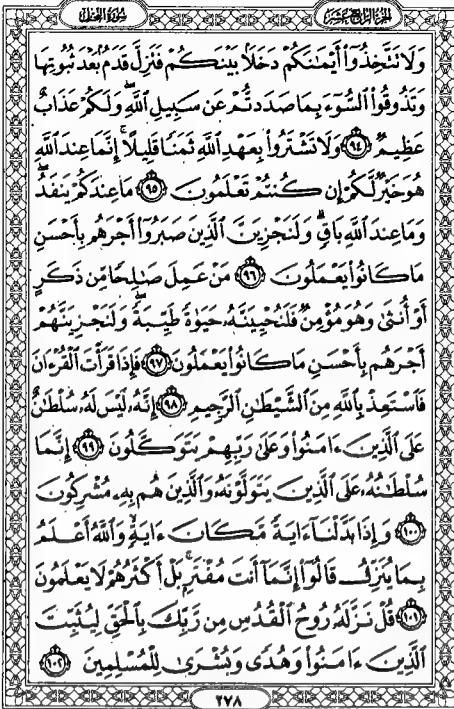 الجزء الرابع عشر سورة النحل
وَلَا تَتَّخِذُوٓا۟ أَيْمَٰنَكُمْ دَخَلًۢا بَيْنَكُمْ فَتَزِلَّ قَدَمٌۢ بَعْدَ ثُبُوتِهَا
وَتَذُوقُوا۟ ٱلسُّوٓءَ بِمَا صَدَدتُّمْ عَن سَبِيلِ ٱللَّهِ ۖ وَلَكُمْ عَذَابٌ
عَظِيمٌ ﴿٩٤﴾ وَلَا تَشْتَرُوا۟ بِعَهْدِ ٱللَّهِ ثَمَنًا قَلِيلًا ۚ إِنَّمَا عِندَ ٱللَّهِ
هُوَ خَيْرٌ لَّكُمْ إِن كُنتُمْ تَعْلَمُونَ ﴿٩٥﴾ مَا عِندَكُمْ يَنفَدُ ۖ
وَمَا عِندَ ٱللَّهِ بَاقٍ ۗ وَلَنَجْزِيَنَّ ٱلَّذِينَ صَبَرُوٓا۟ أَجْرَهُم بِأَحْسَنِ
مَا كَانُوا۟ يَعْمَلُونَ ﴿٩٦﴾ مَنْ عَمِلَ صَٰلِحًا مِّن ذَكَرٍ
أَوْ أُنثَىٰ وَهُوَ مُؤْمِنٌ فَلَنُحْيِيَنَّهُۥ حَيَوٰةً طَيِّبَةً ۖ وَلَنَجْزِيَنَّهُمْ
أَجْرَهُم بِأَحْسَنِ مَا كَانُوا۟ يَعْمَلُونَ ﴿٩٧﴾ فَإِذَا قَرَأْتَ ٱلْقُرْءَانَ
فَٱسْتَعِذْ بِٱللَّهِ مِنَ ٱلشَّيْطَٰنِ ٱلرَّجِيمِ ﴿٩٨﴾ إِنَّهُۥ لَيْسَ لَهُۥ سُلْطَٰنٌ
عَلَى ٱلَّذِينَ ءَامَنُوا۟ وَعَلَىٰ رَبِّهِمْ يَتَوَكَّلُونَ ﴿٩٩﴾ إِنَّمَا
سُلْطَٰنُهُۥ عَلَى ٱلَّذِينَ يَتَوَلَّوْنَهُۥ وَٱلَّذِينَ هُم بِهِۦ مُشْرِكُونَ
﴿١٠٠﴾ وَإِذَا بَدَّلْنَآ ءَايَةً مَّكَانَ ءَايَةٍ ۙ وَٱللَّهُ أَعْلَمُ
بِمَا يُنَزِّلُ قَالُوٓا۟ إِنَّمَآ أَنتَ مُفْتَرٍۭ ۚ بَلْ أَكْثَرُهُمْ لَا يَعْلَمُونَ
﴿١٠١﴾ قُلْ نَزَّلَهُۥ رُوحُ ٱلْقُدُسِ مِن رَّبِّكَ بِٱلْحَقِّ لِيُثَبِّتَ
ٱلَّذِينَ ءَامَنُوا۟ وَهُدًى وَبُشْرَىٰ لِلْمُسْلِمِينَ ﴿١٠٢﴾
٢٧٨